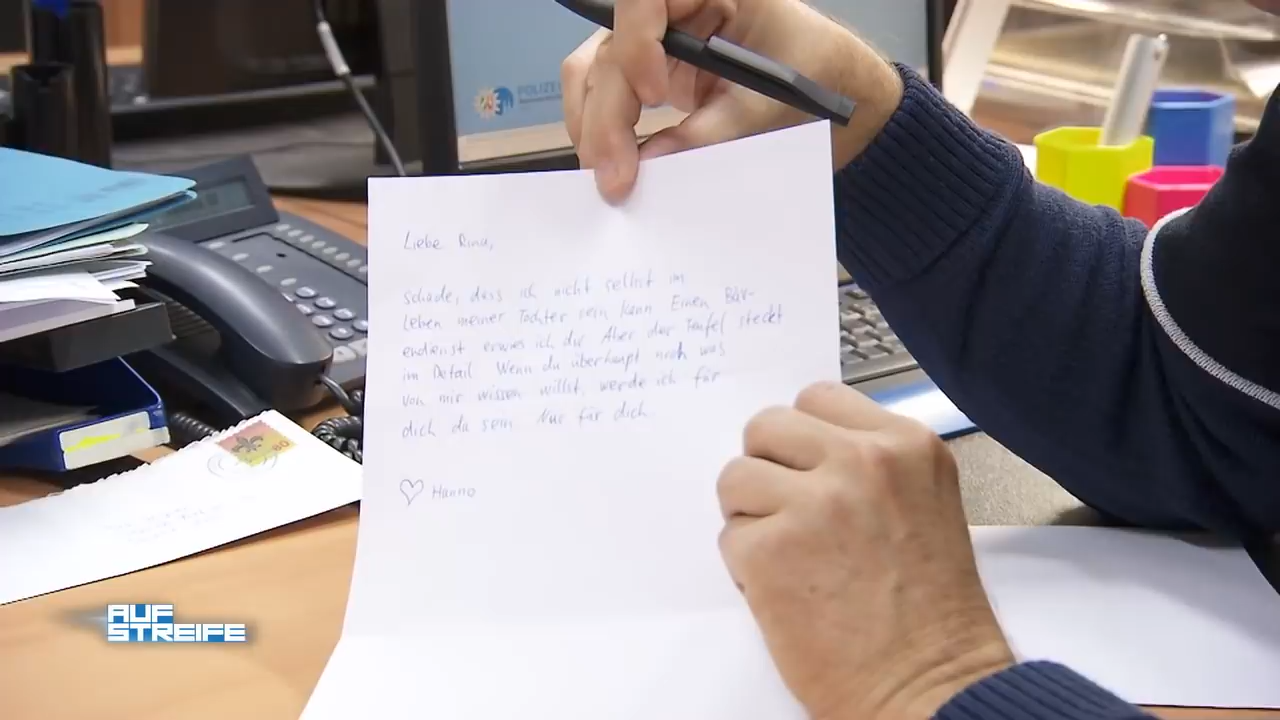 POLIZEI
Liebe Rina,
schade, dass ich nicht selbst im
Leben meiner Tochter sein kann. Einen Bär-
endienst erwies ich dir. Aber der Teufel steckt
im Detail. Wenn du überhaupt noch was
von mir wissen willst, werde ich für
dich da sein. Nur für dich.
♡ Hanno
AUF
STREIFE